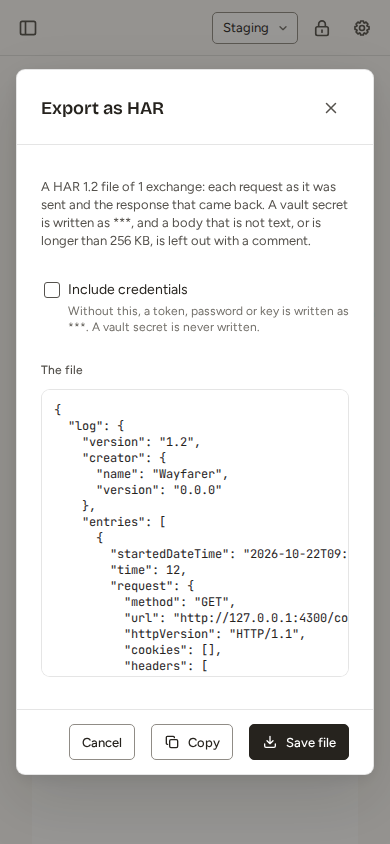 Staging
Export as HAR
A HAR 1.2 file of 1 exchange: each request as it was
sent and the response that came back. A vault secret
is written as ***, and a body that is not text, or is
longer than 256 KB, is left out with a comment.
Include credentials
Without this, a token, password or key is written as
***. A vault secret is never written.
The file
{
  "log": {
    "version": "1.2",
    "creator": {
      "name": "Wayfarer",
      "version": "0.0.0"
    },
    "entries": [
      {
        "startedDateTime": "2026-10-22T09:
        "time": 12,
        "request": {
          "method": "GET",
          "url": "http://127.0.0.1:4300/co
          "httpVersion": "HTTP/1.1",
          "cookies": [],
          "headers": [
Cancel
Copy
Save file